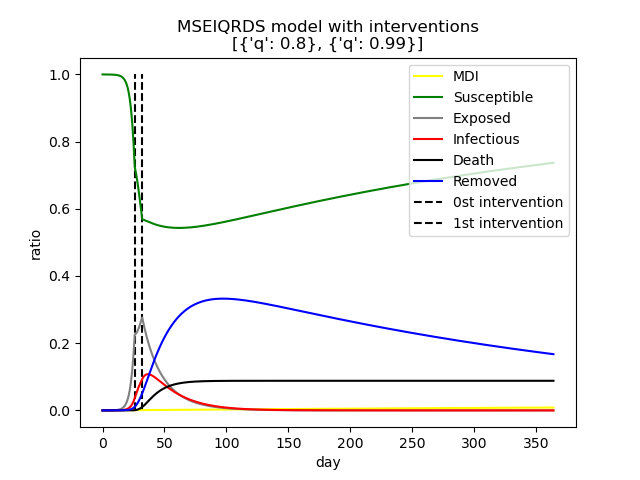 MSEIQRDS model with interventions
[{'q': 0.8}, {'q': 0.99}]
ratio
1.0
0.8
0.6
0.4
0.2
0.0
MDI
Susceptible
Exposed
Infectious
Death
Removed
0st intervention
1st intervention
0 50 100 150 200 250 300 350
day